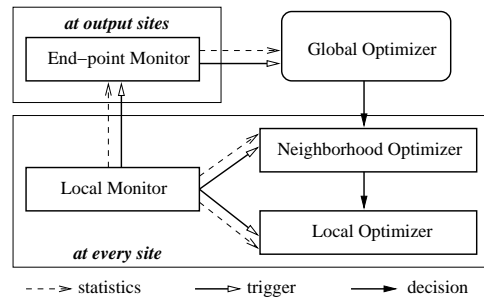 at output sites
End−point Monitor
Global Optimizer
Neighborhood Optimizer
Local Monitor
Local Optimizer
at every site
statistics
trigger
decision